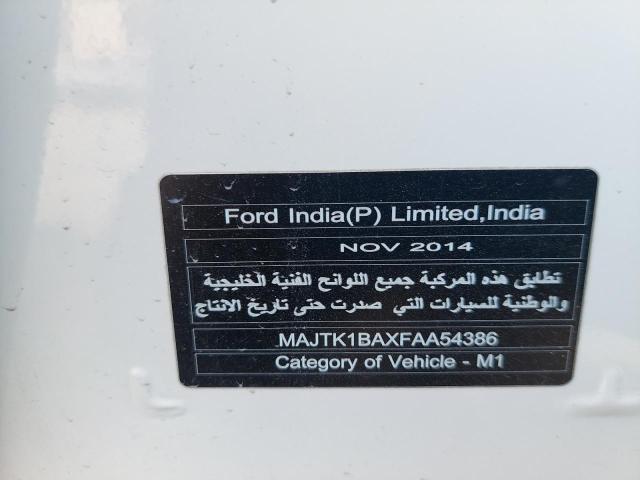 Ford India(P) Limited,India
NOV 2014
تطابق هذه المركبة جميع اللوائح الفنية الخليجية
والوطنية للسيارات التي صدرت حتى تاريخ الانتاج
MAJTK1BAXFAA54386
Category of Vehicle - M1